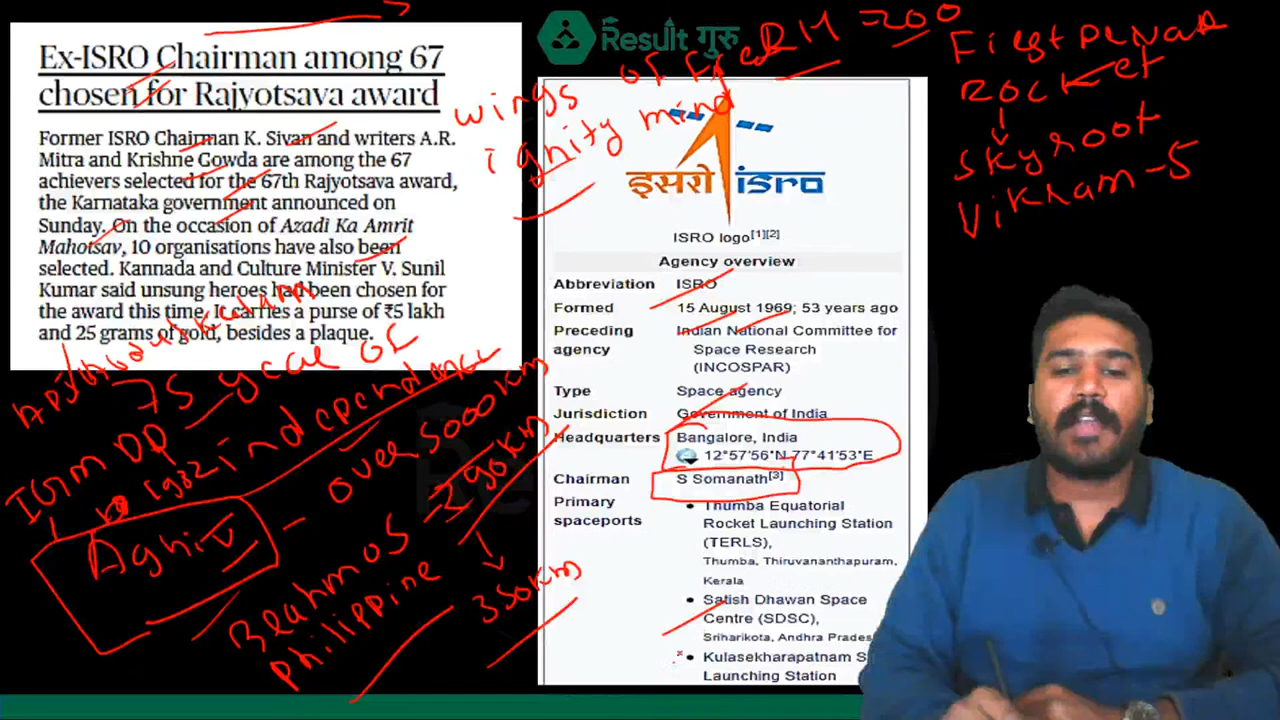 Result गुरू
Ex-ISRO Chairman among 67
chosen for Rajyotsava award
Former ISRO Chairman K. Sivan and writers A.R.
Mitra and Krishne Gowda are among the 67
achievers selected for the 67th Rajyotsava award,
the Karnataka government announced on
Sunday. On the occasion of Azadi Ka Amrit
Mahotsav, 10 organisations have also been
selected. Kannada and Culture Minister V. Sunil
Kumar said unsung heroes had been chosen for
the award this time. It carries a purse of ₹5 lakh
and 25 grams of gold, besides a plaque.
75 year of
independence
IGMDP
1982
Agni V
over 5000km
Brahmos - 290km
philippine
350km
wings of
ignity mind
= 200
First
Rocket
Skyroot
Vikram-S
इसरो isro
ISRO logo[1][2]
Agency overview
Abbreviation ISRO
Formed 15 August 1969; 53 years ago
Preceding agency Indian National Committee for
Space Research
(INCOSPAR)
Type Space agency
Jurisdiction Government of India
Headquarters Bangalore, India
12°57′56″N 77°41′53″E
Chairman S Somanath[3]
Primary spaceports
• Thumba Equatorial
Rocket Launching Station
(TERLS),
Thumba, Thiruvananthapuram,
Kerala
• Satish Dhawan Space
Centre (SDSC),
Sriharikota, Andhra Prades
• Kulasekharapatnam S
Launching Station